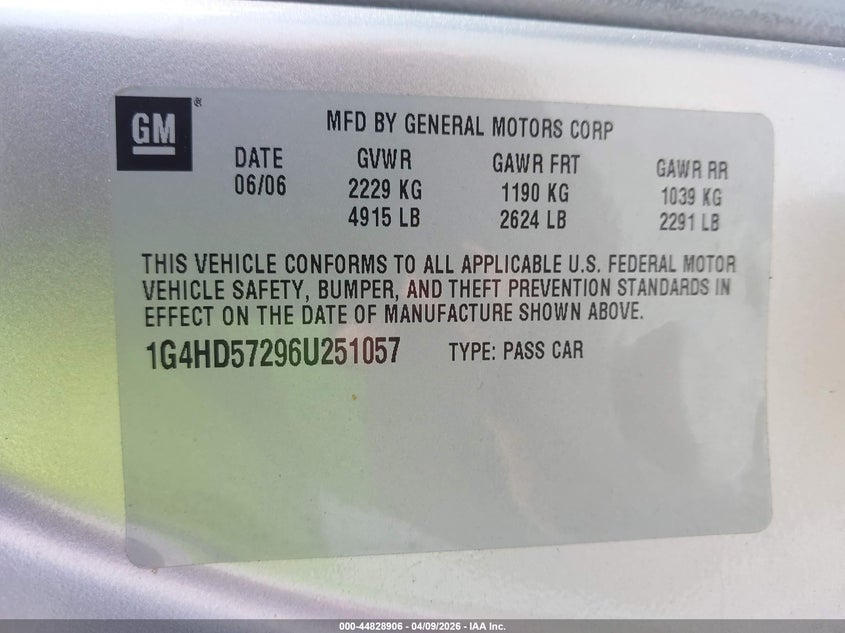 GM®
MFD BY GENERAL MOTORS CORP
DATE GVWR GAWR FRT GAWR RR
06/06 2229 KG 1190 KG 1039 KG
4915 LB 2624 LB 2291 LB
THIS VEHICLE CONFORMS TO ALL APPLICABLE U.S. FEDERAL MOTOR
VEHICLE SAFETY, BUMPER, AND THEFT PREVENTION STANDARDS IN
EFFECT ON THE DATE OF MANUFACTURE SHOWN ABOVE.
1G4HD57296U251057 TYPE: PASS CAR
000-44828906 - 04/09/2026 - IAA Inc.